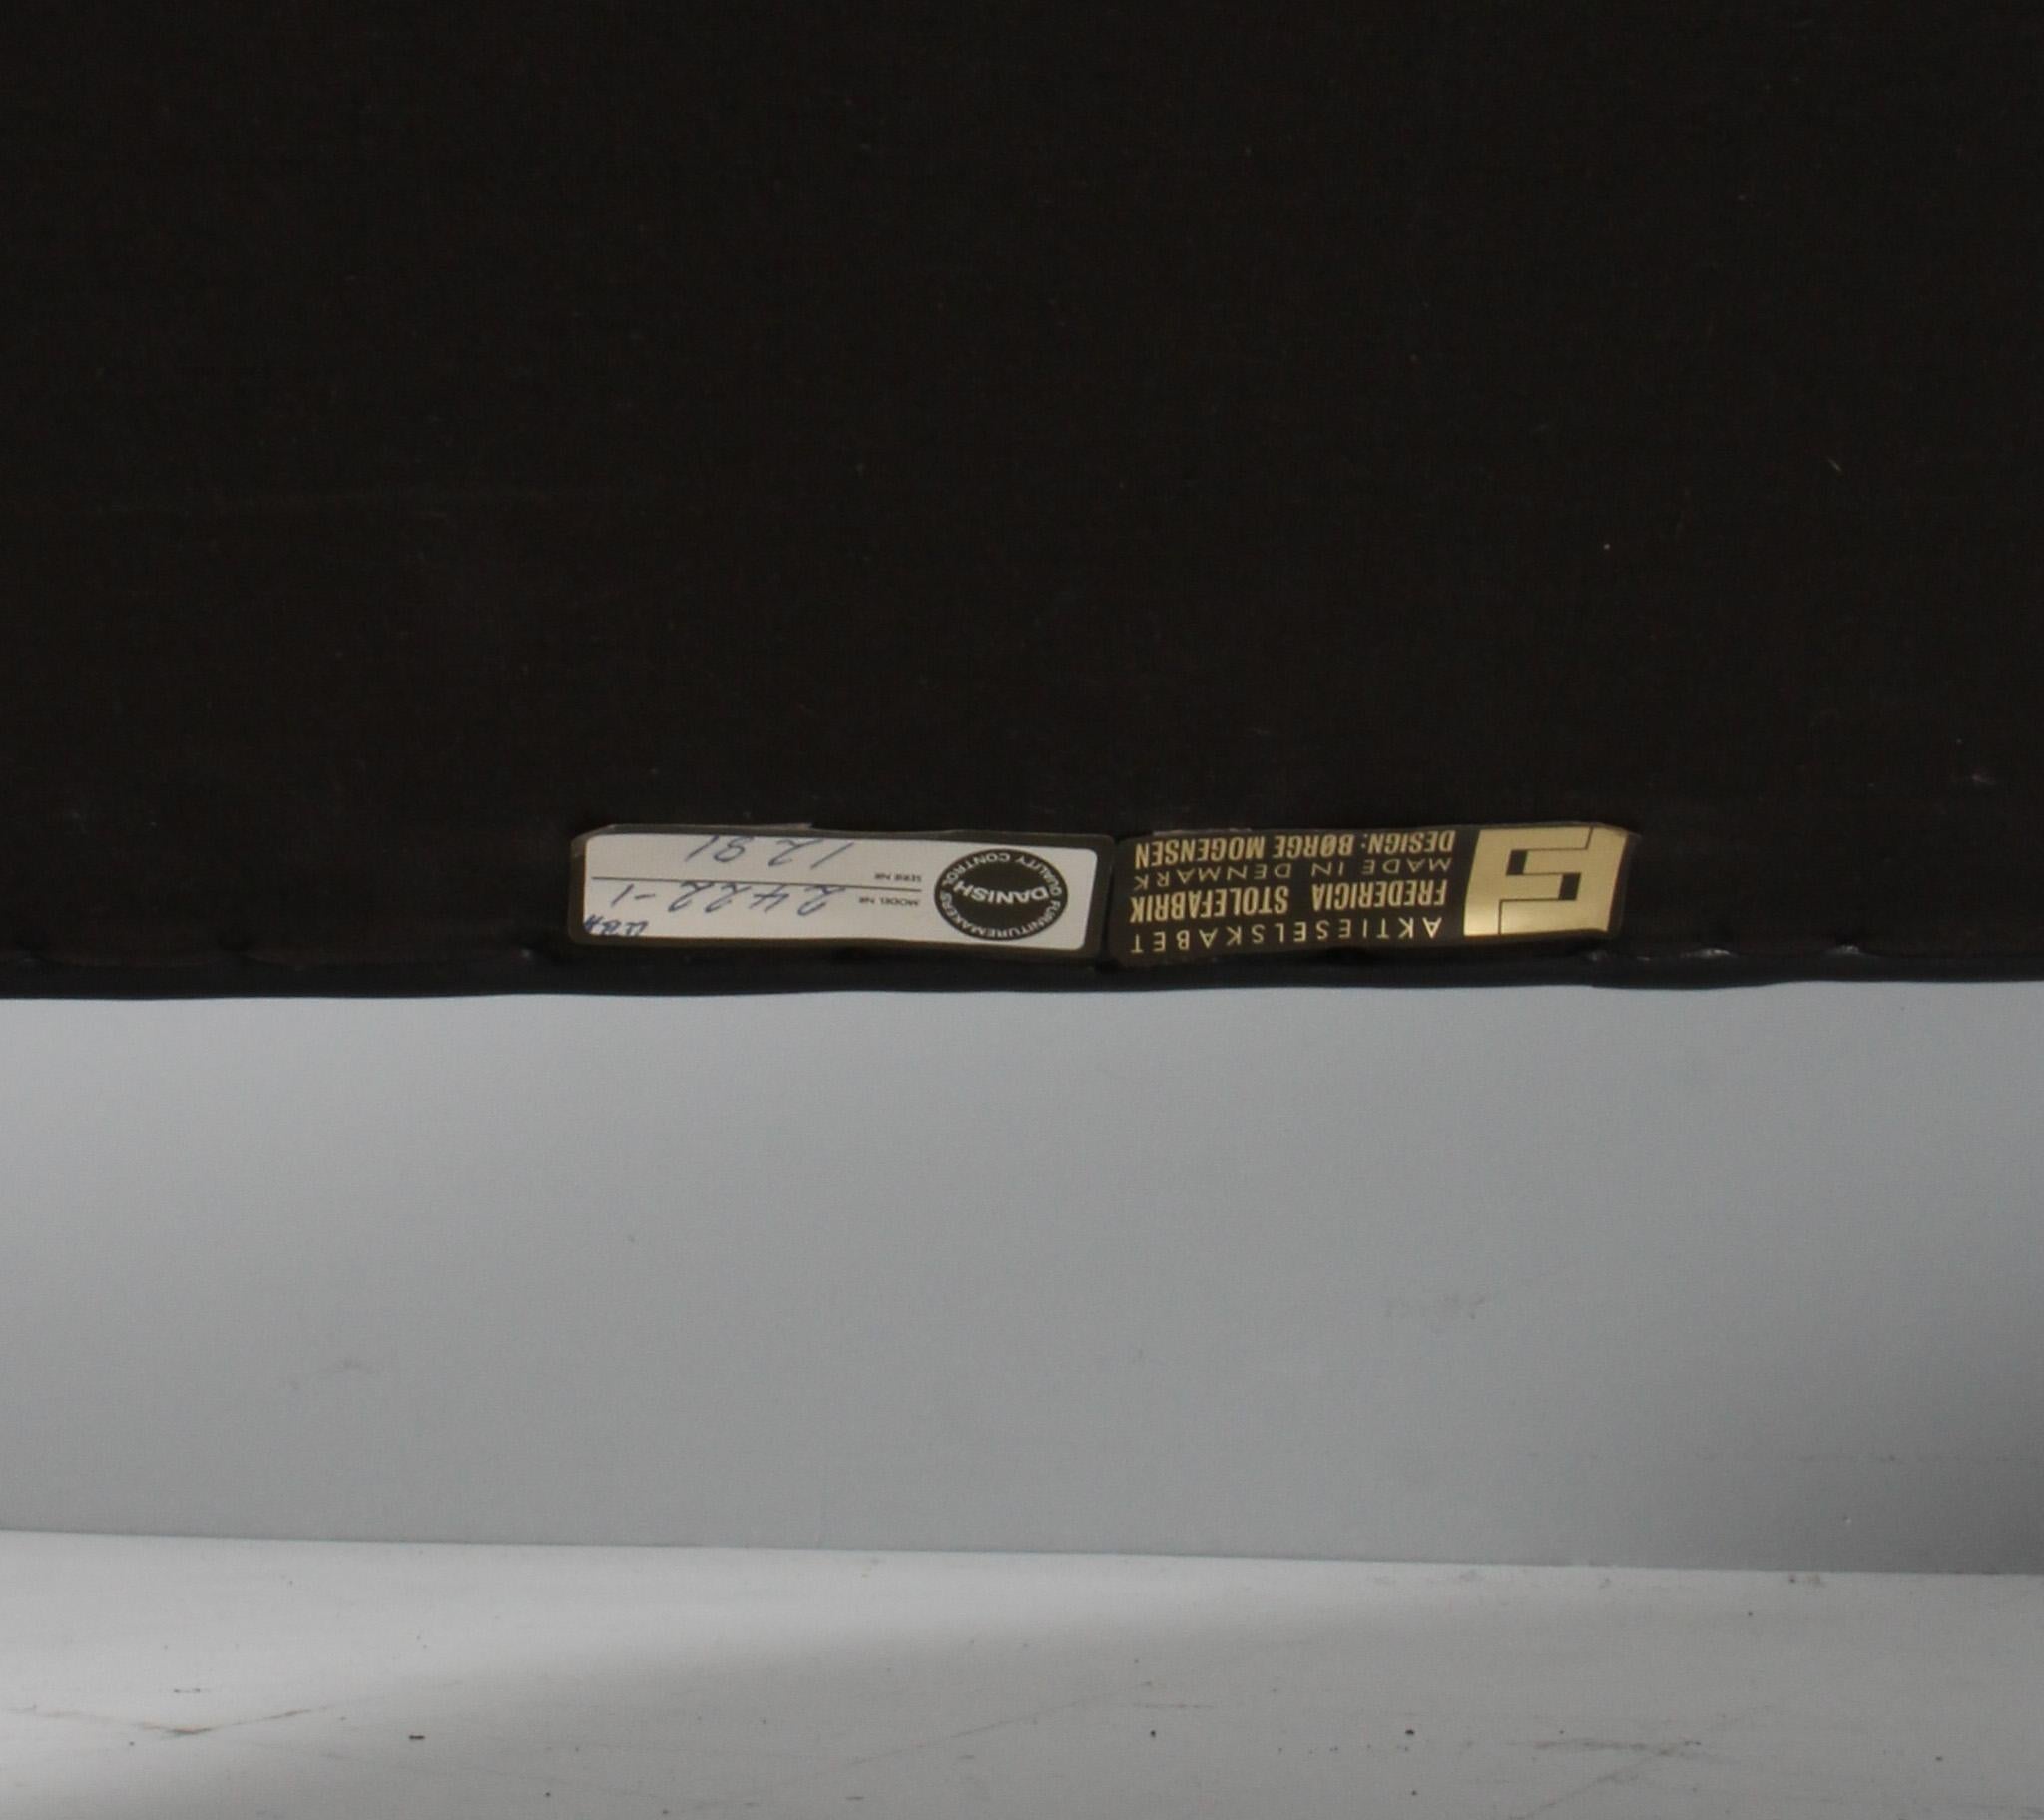 AKTIESELSKABET
FREDERICIA STOLEFABRIK
MADE IN DENMARK
DESIGN: BØRGE MOGENSEN
FURNITUREMAKERS
DANISH
QUALITY CONTROL
MODEL NR 2422-1
SERIE NR 1281